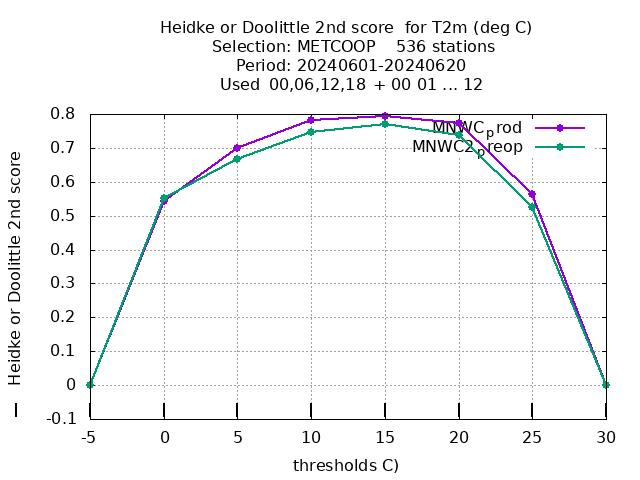 Heidke or Doolittle 2nd score  for T2m (deg C)
Selection: METCOOP    536 stations
Period: 20240601-20240620
Used  00,06,12,18 + 00 01 ... 12
Heidke or Doolittle 2nd score
MNWC_prod
MNWC2_preop
0.8
0.7
0.6
0.5
0.4
0.3
0.2
0.1
0
-0.1
-5 0 5 10 15 20 25 30
thresholds C)